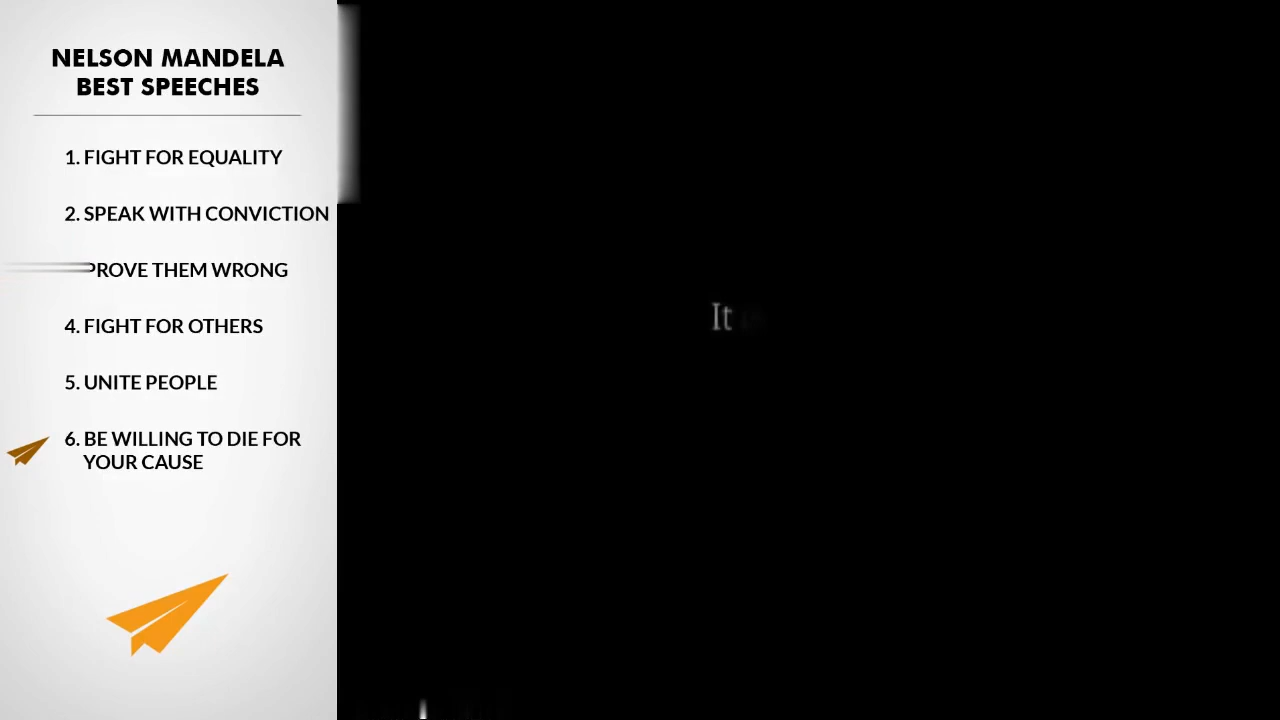 NELSON MANDELA
BEST SPEECHES
1. FIGHT FOR EQUALITY
2. SPEAK WITH CONVICTION
PROVE THEM WRONG
4. FIGHT FOR OTHERS
5. UNITE PEOPLE
6. BE WILLING TO DIE FOR
YOUR CAUSE
It